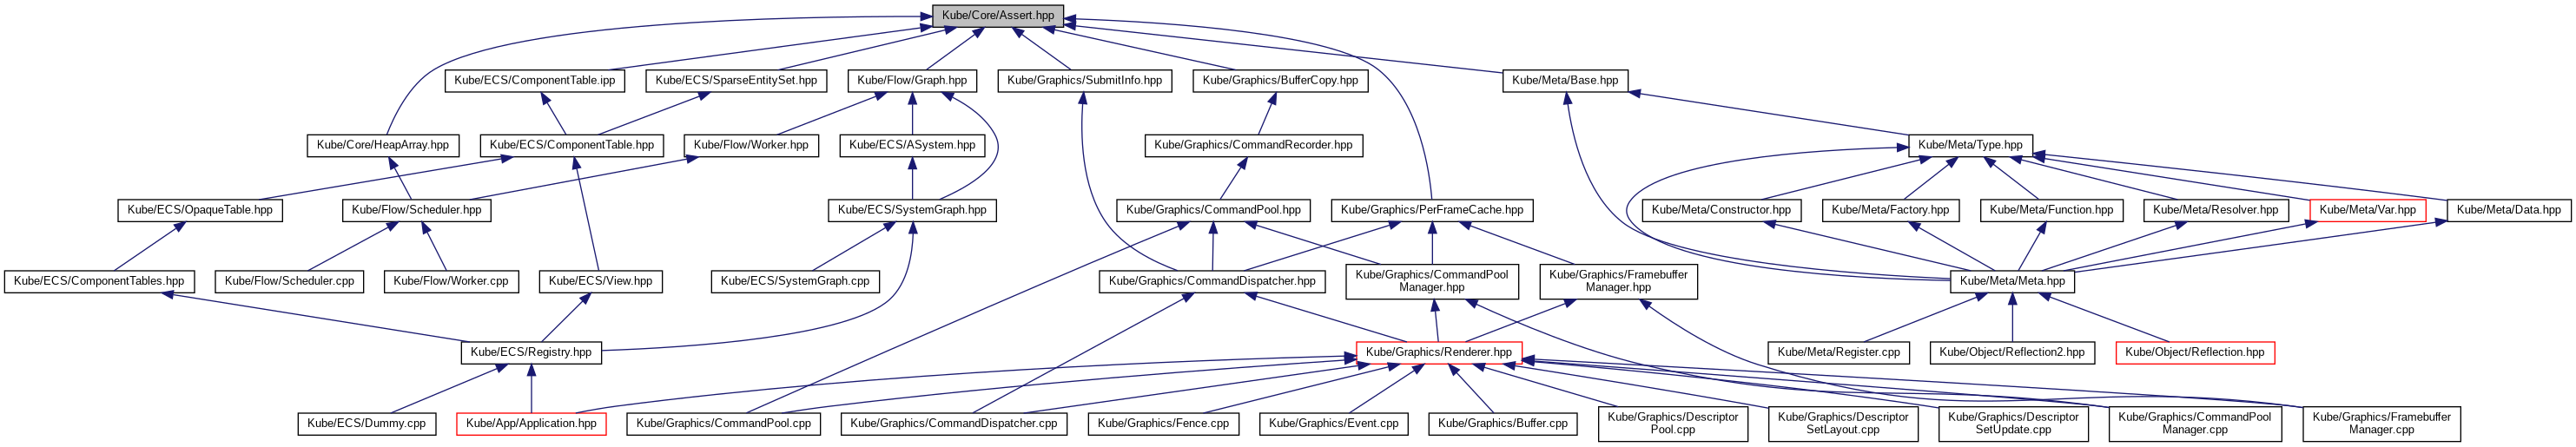 Kube/Core/Assert.hpp
Kube/ECS/ComponentTable.ipp
Kube/ECS/SparseEntitySet.hpp
Kube/Flow/Graph.hpp
Kube/Graphics/SubmitInfo.hpp
Kube/Graphics/BufferCopy.hpp
Kube/Meta/Base.hpp
Kube/Core/HeapArray.hpp
Kube/ECS/ComponentTable.hpp
Kube/Flow/Worker.hpp
Kube/ECS/ASystem.hpp
Kube/Graphics/CommandRecorder.hpp
Kube/Meta/Type.hpp
Kube/ECS/OpaqueTable.hpp
Kube/Flow/Scheduler.hpp
Kube/ECS/SystemGraph.hpp
Kube/Graphics/CommandPool.hpp
Kube/Graphics/PerFrameCache.hpp
Kube/Meta/Constructor.hpp
Kube/Meta/Factory.hpp
Kube/Meta/Function.hpp
Kube/Meta/Resolver.hpp
Kube/Meta/Var.hpp
Kube/Meta/Data.hpp
Kube/ECS/ComponentTables.hpp
Kube/Flow/Scheduler.cpp
Kube/Flow/Worker.cpp
Kube/ECS/View.hpp
Kube/ECS/SystemGraph.cpp
Kube/Graphics/CommandDispatcher.hpp
Kube/Graphics/CommandPool
Manager.hpp
Kube/Graphics/Framebuffer
Manager.hpp
Kube/Meta/Meta.hpp
Kube/ECS/Registry.hpp
Kube/Graphics/Renderer.hpp
Kube/Meta/Register.cpp
Kube/Object/Reflection2.hpp
Kube/Object/Reflection.hpp
Kube/ECS/Dummy.cpp
Kube/App/Application.hpp
Kube/Graphics/CommandPool.cpp
Kube/Graphics/CommandDispatcher.cpp
Kube/Graphics/Fence.cpp
Kube/Graphics/Event.cpp
Kube/Graphics/Buffer.cpp
Kube/Graphics/Descriptor
Pool.cpp
Kube/Graphics/Descriptor
SetLayout.cpp
Kube/Graphics/Descriptor
SetUpdate.cpp
Kube/Graphics/CommandPool
Manager.cpp
Kube/Graphics/Framebuffer
Manager.cpp